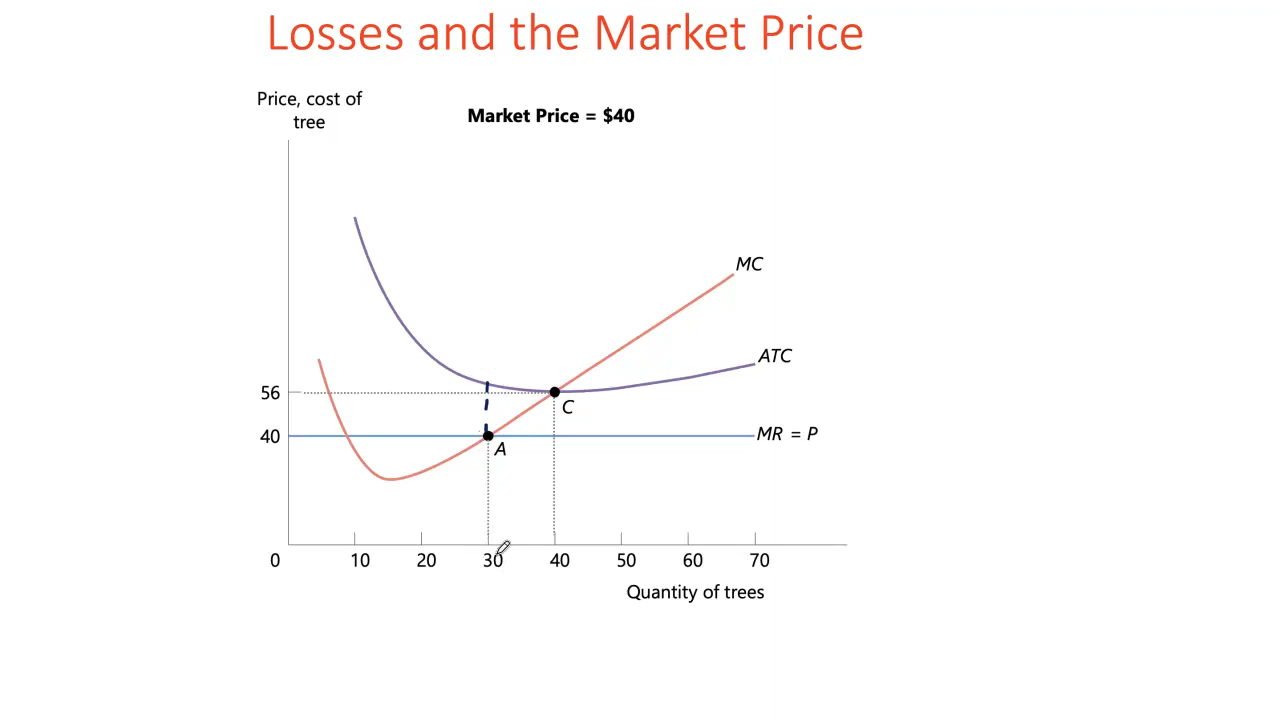 Losses and the Market Price
Price, cost of
tree
Market Price = $40
MC
ATC
56
C
40
MR = P
A
0
10
20
30
40
50
60
70
Quantity of trees